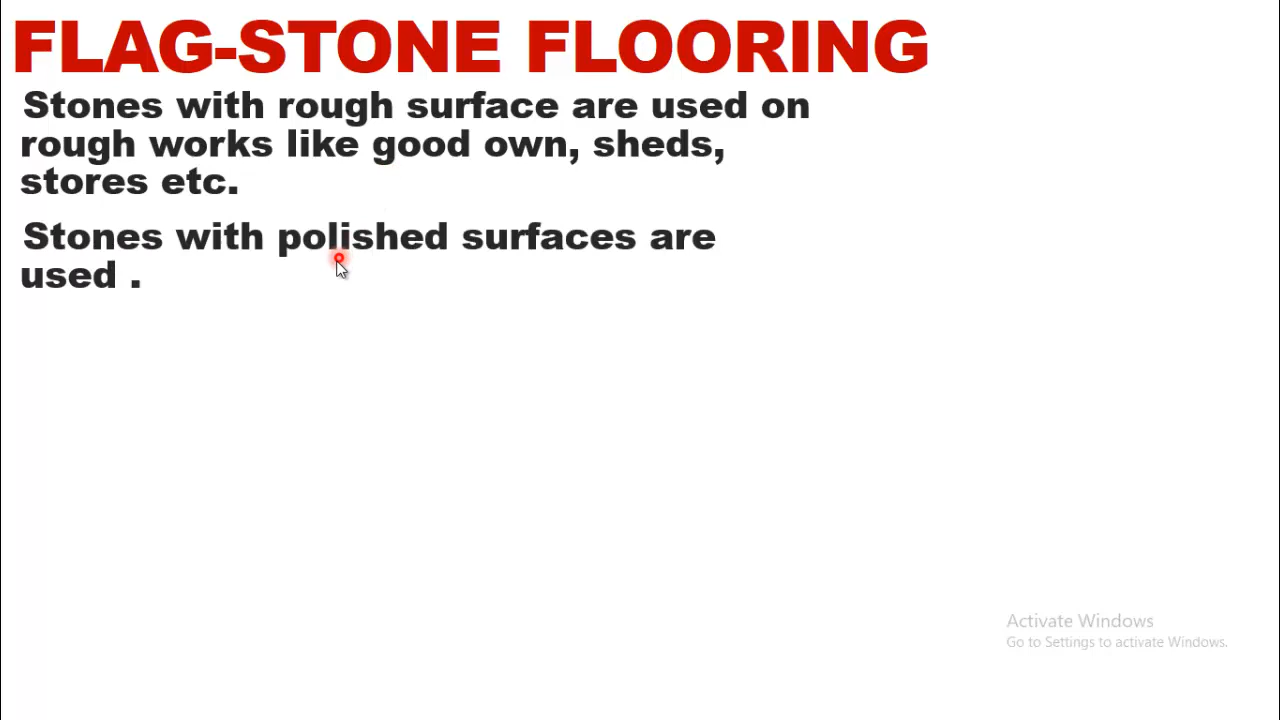 FLAG-STONE FLOORING
Stones with rough surface are used on
rough works like good own, sheds,
stores etc.
Stones with polished surfaces are
used .
Activate Windows
Go to Settings to activate Windows.